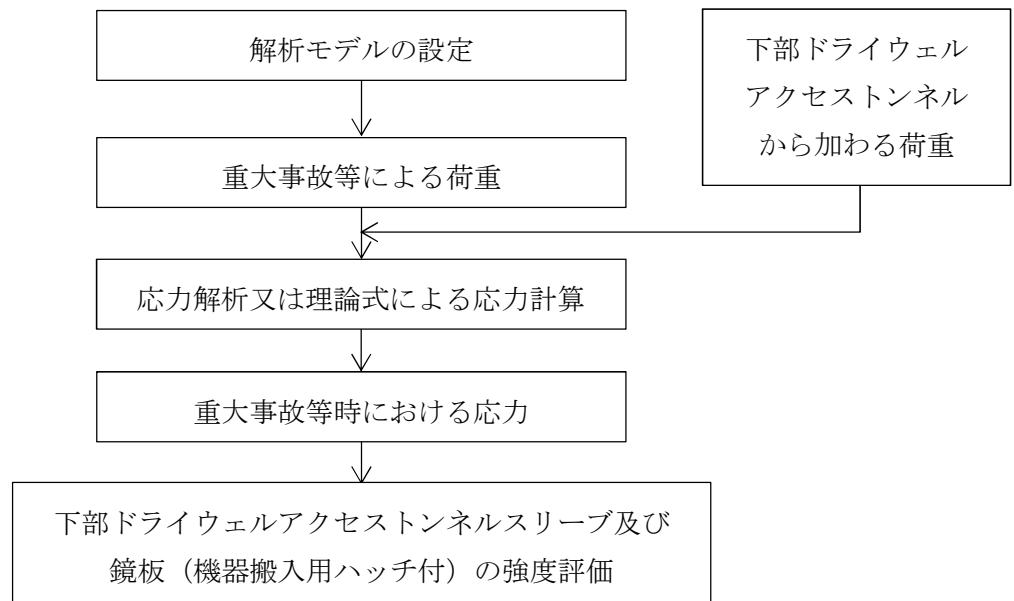 解析モデルの設定
下部ドライウェル
アクセストンネル
から加わる荷重
重大事故等による荷重
応力解析又は理論式による応力計算
重大事故等時における応力
下部ドライウェルアクセストンネルスリーブ及び
鏡板（機器搬入用ハッチ付）の強度評価